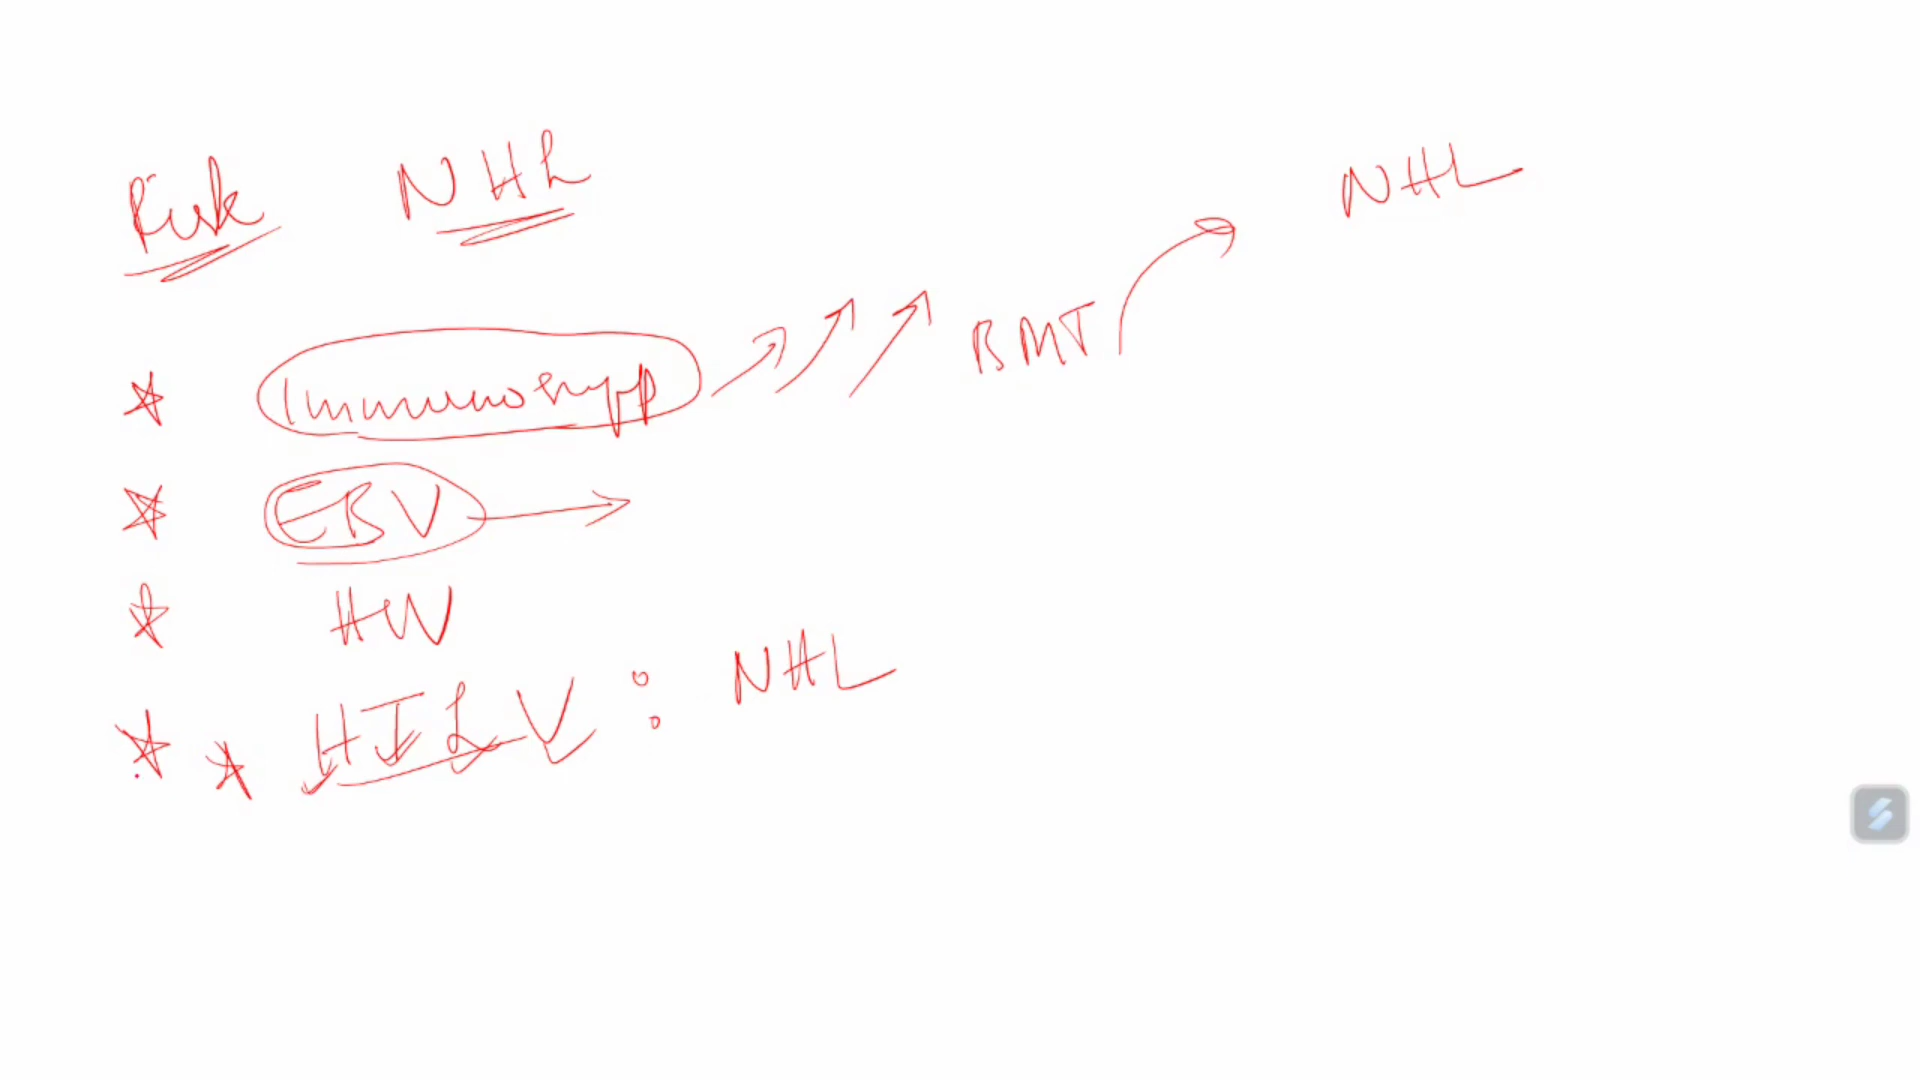 Risk NHL
NHL
Immunosupp BMT
EBV
HIV
HTLV : NHL